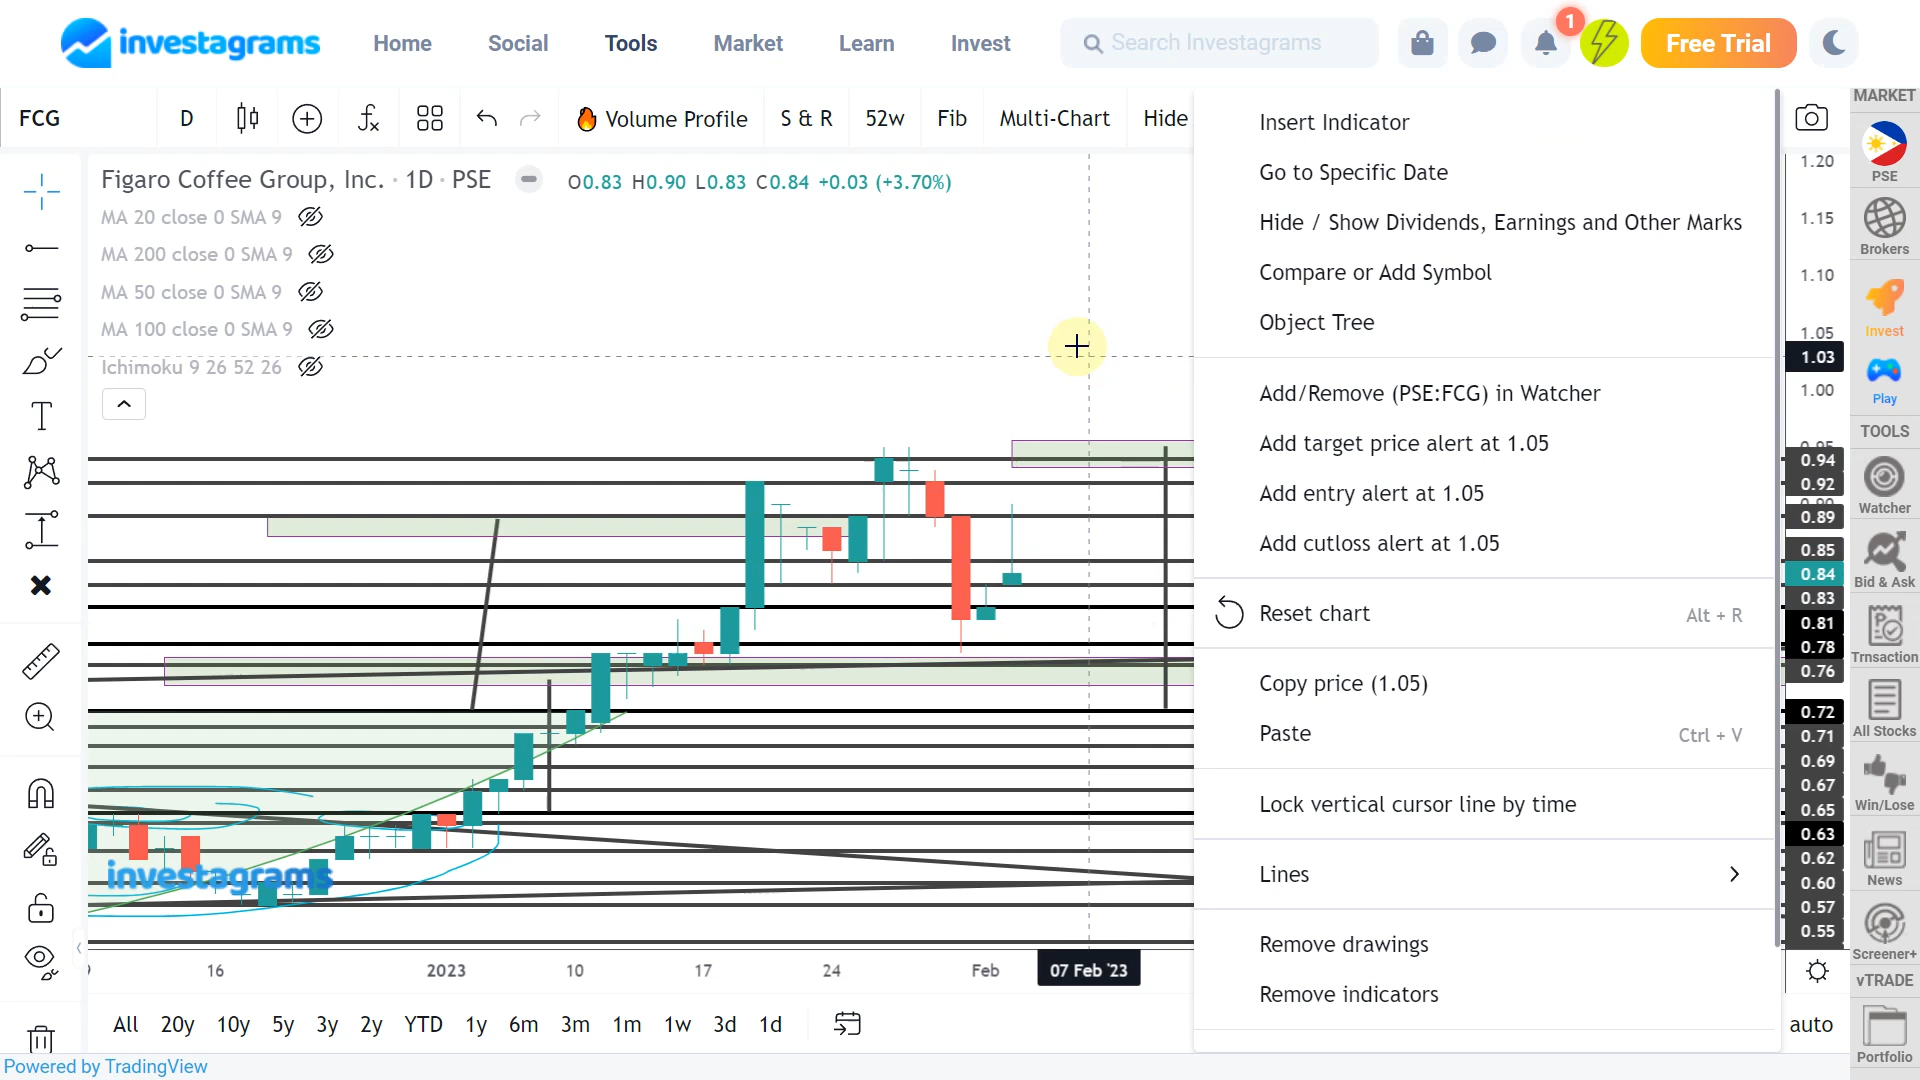 investagrams
Home Social Tools Market Learn Invest
Search Investagrams
1
Free Trial
FCG
D
Volume Profile S & R 52w Fib Multi-Chart Hide
Figaro Coffee Group, Inc. · 1D · PSE
O0.83 H0.90 L0.83 C0.84 +0.03 (+3.70%)
MA 20 close 0 SMA 9
MA 200 close 0 SMA 9
MA 50 close 0 SMA 9
MA 100 close 0 SMA 9
Ichimoku 9 26 52 26
investagrams
16 2023 10 17 24 Feb 07 Feb '23
All 20y 10y 5y 3y 2y YTD 1y 6m 3m 1m 1w 3d 1d
Powered by TradingView
Insert Indicator
Go to Specific Date
Hide / Show Dividends, Earnings and Other Marks
Compare or Add Symbol
Object Tree
Add/Remove (PSE:FCG) in Watcher
Add target price alert at 1.05
Add entry alert at 1.05
Add cutloss alert at 1.05
Reset chart Alt + R
Copy price (1.05)
Paste Ctrl + V
Lock vertical cursor line by time
Lines
Remove drawings
Remove indicators
1.20
1.15
1.10
1.05
1.03
1.00
0.94
0.92
0.89
0.85
0.84
0.83
0.81
0.78
0.76
0.72
0.71
0.69
0.67
0.65
0.63
0.62
0.60
0.57
0.55
auto
MARKET
PSE
Brokers
Invest
Play
TOOLS
Watcher
Bid & Ask
Trnsaction
All Stocks
Win/Lose
News
Screener+
vTRADE
Portfolio